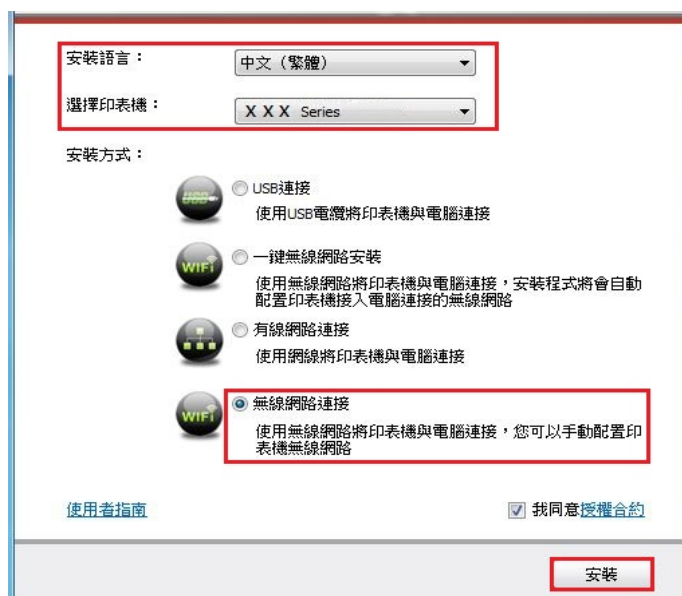 安裝語言：
中文（繁體）
選擇印表機：
X X X Series
安裝方式：
USB
USB連接
使用USB電纜將印表機與電腦連接
WiFi
一鍵無線網路安裝
使用無線網路將印表機與電腦連接，安裝程式將會自動
配置印表機接入電腦連接的無線網路
有線網路連接
使用網線將印表機與電腦連接
WiFi
無線網路連接
使用無線網路將印表機與電腦連接，您可以手動配置印
表機無線網路
使用者指南
我同意授權合約
安裝